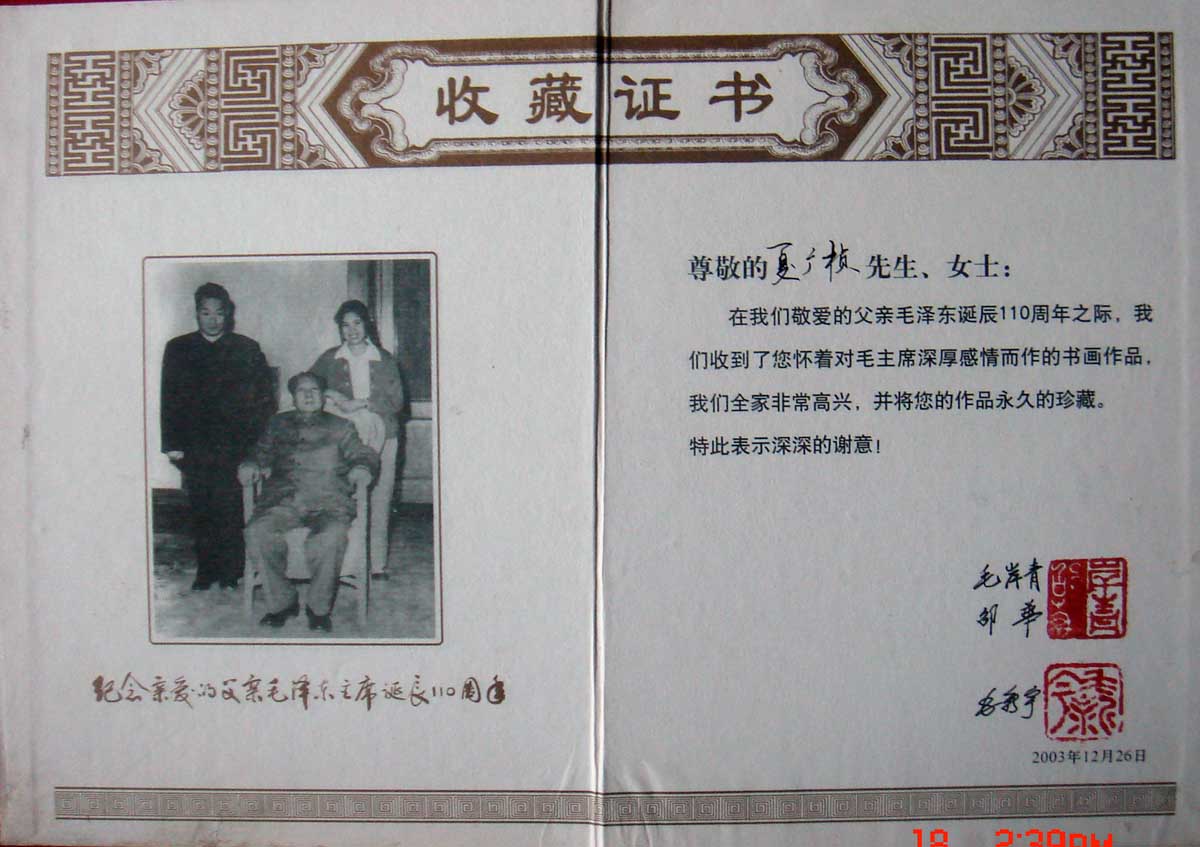 收藏证书
纪念亲爱的父亲毛泽东主席诞辰110周年
尊敬的夏广桢先生、女士：
在我们敬爱的父亲毛泽东诞辰110周年之际，我
们收到了您怀着对毛主席深厚感情而作的书画作品，
我们全家非常高兴，并将您的作品永久的珍藏。
特此表示深深的谢意！
毛岸青
邵华
毛新宇
2003年12月26日
18 2:39PM